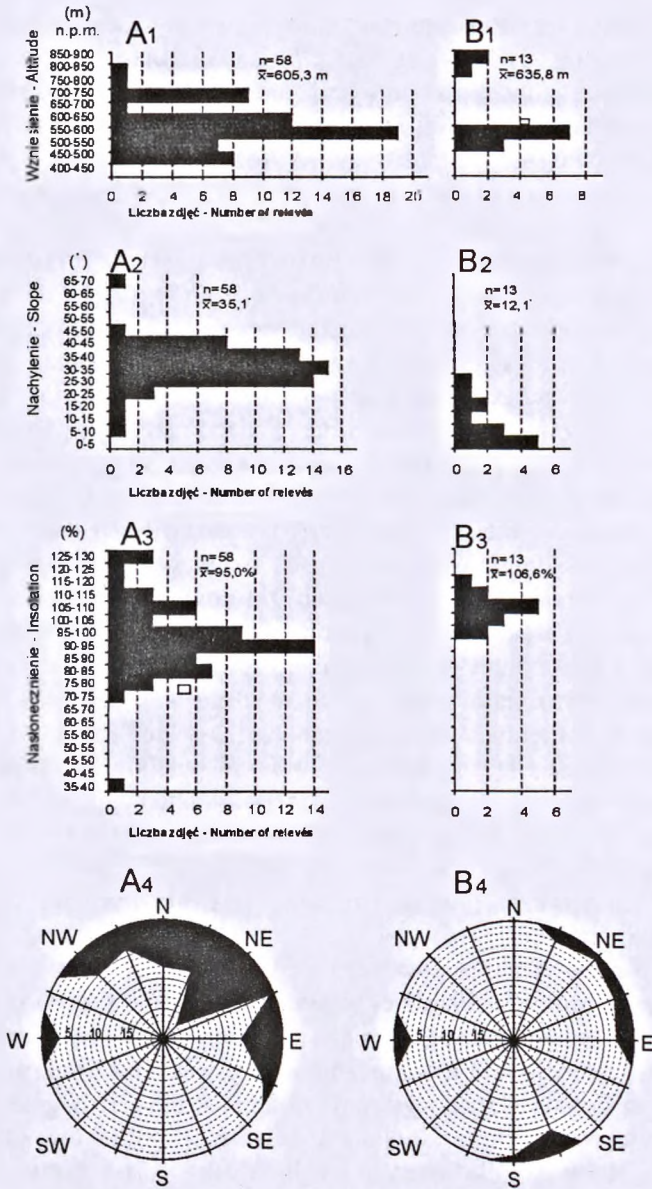 (m)
n.p.m.
A1
B1
Wzniesienie - Altitude
850-900
800-850
750-800
700-750
650-700
600-650
550-600
500-550
450-500
400-450
n=58
x̅=605,3 m
n=13
x̅=635,8 m
0 2 4 6 8 10 12 14 16 18 20
0 2 4 6 8
Liczba zdjęć - Number of relevés
(°)
A2
B2
Nachylenie - Slope
65-70
60-65
55-60
50-55
45-50
40-45
35-40
30-35
25-30
20-25
15-20
10-15
5-10
0-5
n=58
x̅=35,1°
n=13
x̅=12,1°
0 2 4 6 8 10 12 14 16
0 2 4 6
Liczba zdjęć - Number of relevés
(%)
A3
B3
Nasłonecznienie - Insolation
125-130
120-125
115-120
110-115
105-110
100-105
95-100
90-95
85-90
80-85
75-80
70-75
65-70
60-65
55-60
50-55
45-50
40-45
35-40
n=58
x̅=95,0%
n=13
x̅=106,6%
0 2 4 6 8 10 12 14
0 2 4 6
Liczba zdjęć - Number of relevés
A4
B4
N
NW
NE
W
5 10 15
E
SW
SE
S
N
NW
NE
W
5 10 15
E
SW
SE
S